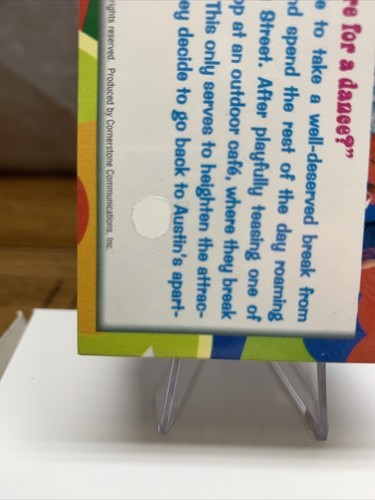 re for a dance?"
e to take a well-deserved break from
nd spend the rest of the day roaming
Street. After playfully teasing one of
op at an outdoor café, where they break
This only serves to heighten the attrac-
ey decide to go back to Austin's apart-
rights reserved. Produced by Cornerstone Communications, Inc.